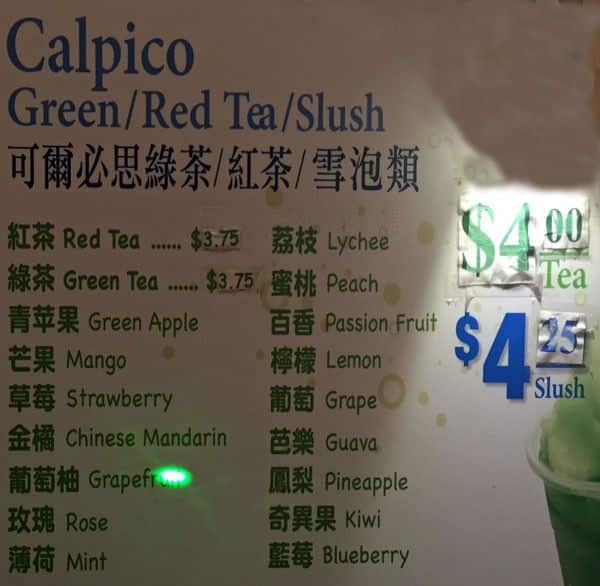 Calpico
Green/Red Tea/Slush
可爾必思綠茶/紅茶/雪泡類
紅茶 Red Tea ...... $3.75
綠茶 Green Tea ...... $3.75
青苹果 Green Apple
芒果 Mango
草莓 Strawberry
金橘 Chinese Mandarin
葡萄柚
玫瑰 Rose
薄荷 Mint
荔枝 Lychee
蜜桃 Peach
百香 Passion Fruit
檸檬 Lemon
葡萄 Grape
芭樂 Guava
鳳梨 Pineapple
奇異果 Kiwi
藍莓 Blueberry
$4.00
Tea
$4.25
Slush